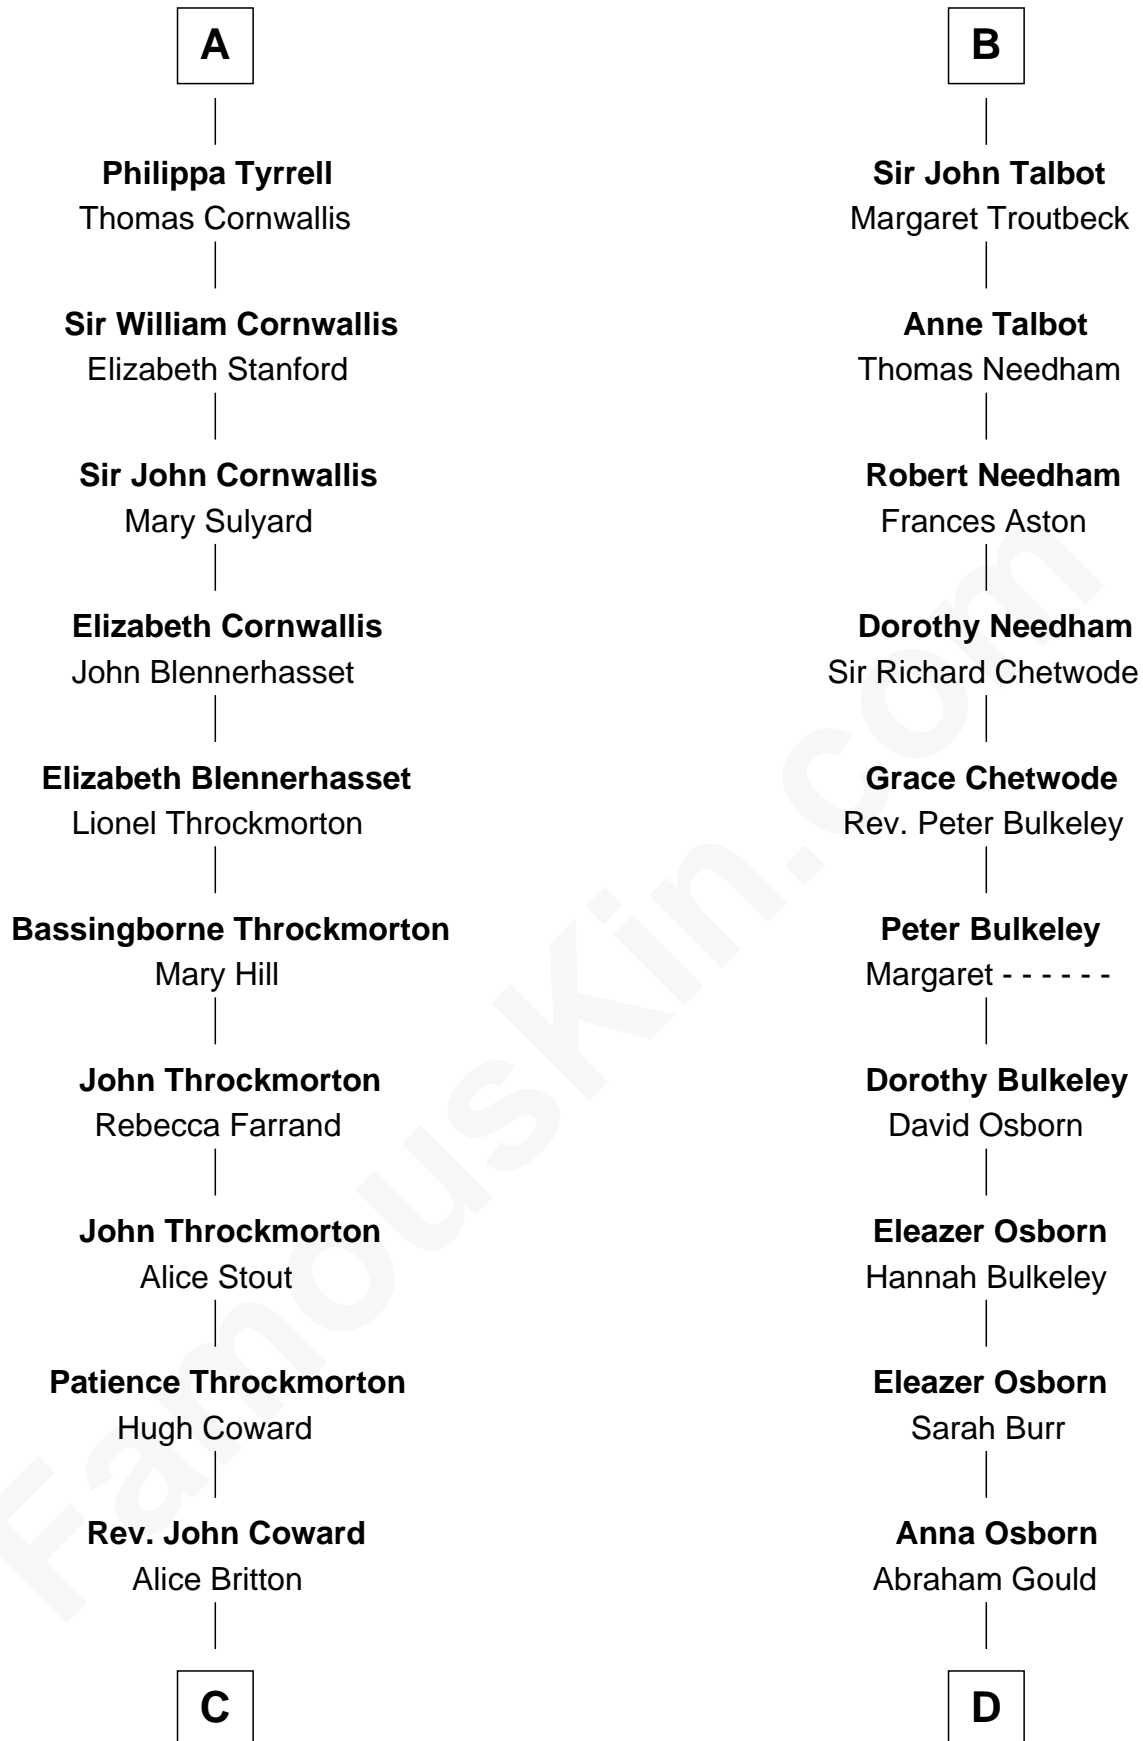 A
Philippa Tyrrell
Thomas Cornwallis
Sir William Cornwallis
Elizabeth Stanford
Sir John Cornwallis
Mary Sulyard
Elizabeth Cornwallis
John Blennerhasset
Elizabeth Blennerhasset
Lionel Throckmorton
Bassingborne Throckmorton
Mary Hill
John Throckmorton
Rebecca Farrand
John Throckmorton
Alice Stout
Patience Throckmorton
Hugh Coward
Rev. John Coward
Alice Britton
C
B
Sir John Talbot
Margaret Troutbeck
Anne Talbot
Thomas Needham
Robert Needham
Frances Aston
Dorothy Needham
Sir Richard Chetwode
Grace Chetwode
Rev. Peter Bulkeley
Peter Bulkeley
Margaret - - - - - -
Dorothy Bulkeley
David Osborn
Eleazer Osborn
Hannah Bulkeley
Eleazer Osborn
Sarah Burr
Anna Osborn
Abraham Gould
D
FamousKin.com